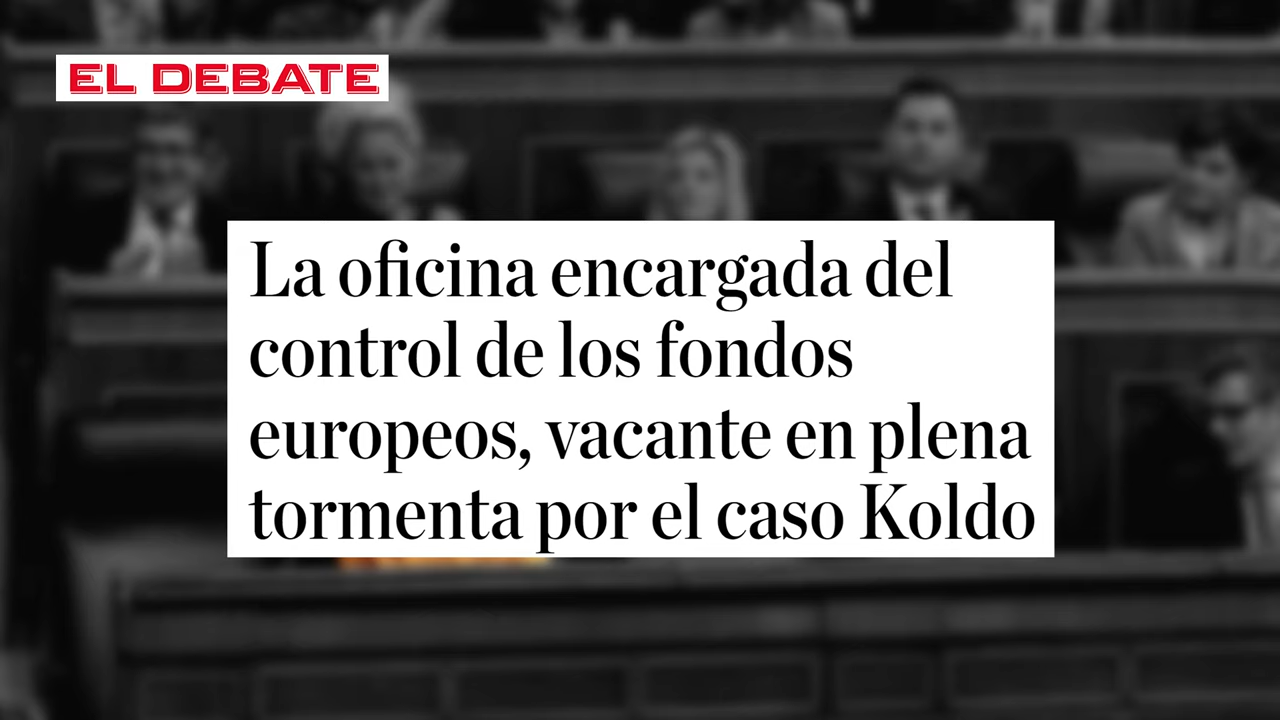 EL DEBATE
La oficina encargada del
control de los fondos
europeos, vacante en plena
tormenta por el caso Koldo